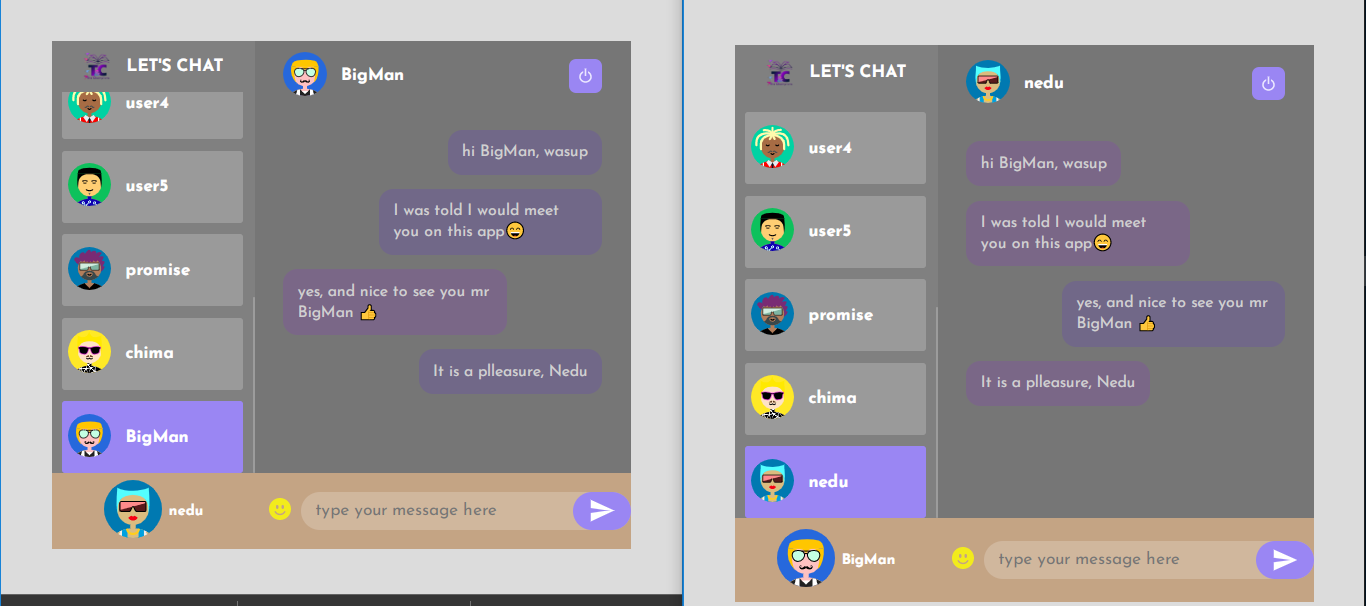 TC
LET'S CHAT
user4
user5
promise
chima
BigMan
nedu
BigMan
hi BigMan, wasup
I was told I would meet
you on this app😄
yes, and nice to see you mr
BigMan 👍
It is a plleasure, Nedu
type your message here
TC
LET'S CHAT
user4
user5
promise
chima
nedu
BigMan
nedu
hi BigMan, wasup
I was told I would meet
you on this app😄
yes, and nice to see you mr
BigMan 👍
It is a plleasure, Nedu
type your message here